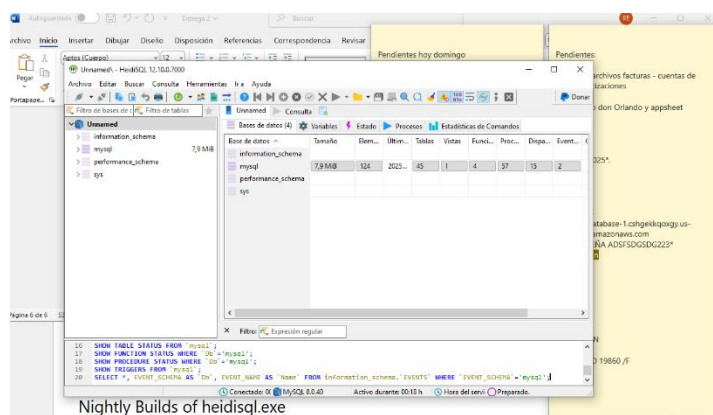 Autoguardado
Entrega 2
Buscar
RE
Archivo Inicio Insertar Dibujar Diseño Disposición Referencias Correspondencia Revisar
Pegar
Portapape...
Aptos (Cuerpo) 12
Pendientes hoy domingo
Pendientes:
archivos facturas - cuentas de
don Orlando y appsheet
Unnamed\ - HeidiSQL 12.10.0.7000
Archivo Editar Buscar Consulta Herramientas Ir a Ayuda
Donar
Filtro de bases de d Filtro de tablas
Unnamed Consulta
Unnamed
information_schema
mysql 7,9 MiB
performance_schema
sys
Bases de datos (4) Variables Estado Procesos Estadísticas de Comandos
Base de datos Tamaño Elem... Últim... Tablas Vistas Funci... Proc... Dispa... Event...
information_schema
mysql 7,9 MiB 124 2025... 45 1 4 57 15 2
performance_schema
sys
Filtro: Expresión regular
16 SHOW TABLE STATUS FROM `mysql`;
17 SHOW FUNCTION STATUS WHERE `Db`='mysql';
18 SHOW PROCEDURE STATUS WHERE `Db`='mysql';
19 SHOW TRIGGERS FROM `mysql`;
20 SELECT *, EVENT_SCHEMA AS `Db`, EVENT_NAME AS `Name` FROM information_schema.`EVENTS` WHERE `EVENT_SCHEMA`='mysql';
MySQL 8.0.40 Activo durante: 00:10 h Hora del servi Preparado.
Página 6 de 6
Nightly Builds of heidisql.exe
025*.
amazonaws.com
ÑA ADSFSDGSDG223*
19860 /F